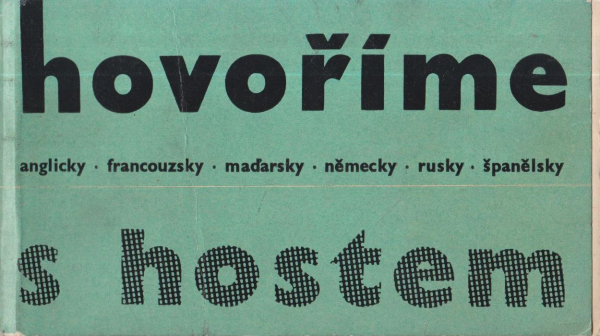 hovoříme
anglicky · francouzsky · maďarsky · německy · rusky · španělsky
s hostem